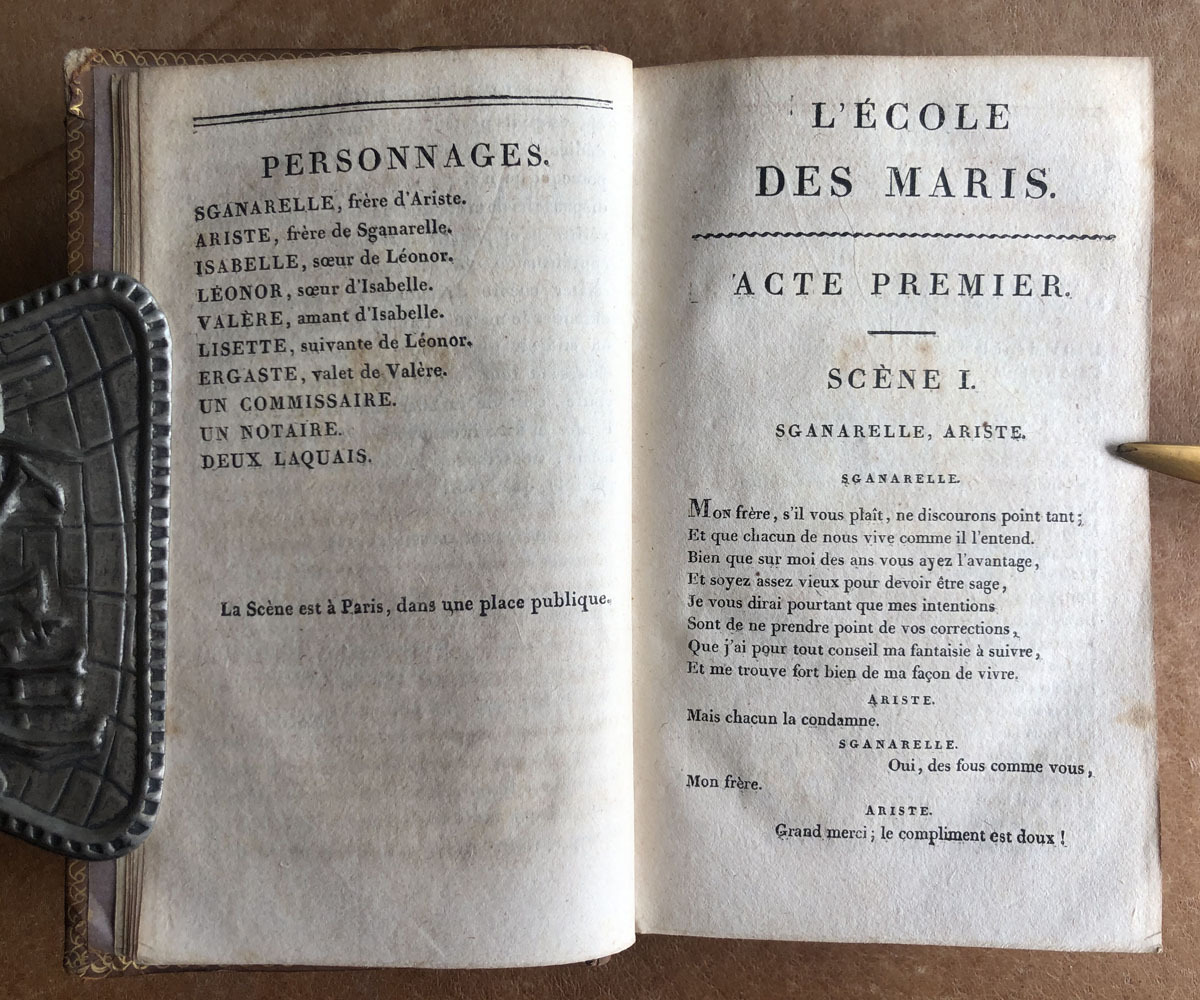 PERSONNAGES.
SGANARELLE, frère d'Ariste.
ARISTE, frère de Sganarelle.
ISABELLE, sœur de Léonor.
LÉONOR, sœur d'Isabelle.
VALÈRE, amant d'Isabelle.
LISETTE, suivante de Léonor.
ERGASTE, valet de Valère.
UN COMMISSAIRE.
UN NOTAIRE.
DEUX LAQUAIS.
La Scène est à Paris, dans une place publique.
L'ÉCOLE
DES MARIS.
ACTE PREMIER.
SCÈNE I.
SGANARELLE, ARISTE.
SGANARELLE.
Mon frère, s'il vous plaît, ne discourons point tant;
Et que chacun de nous vive comme il l'entend.
Bien que sur moi des ans vous ayez l'avantage,
Et soyez assez vieux pour devoir être sage,
Je vous dirai pourtant que mes intentions
Sont de ne prendre point de vos corrections,
Que j'ai pour tout conseil ma fantaisie à suivre,
Et me trouve fort bien de ma façon de vivre.
ARISTE.
Mais chacun la condamne.
SGANARELLE.
Oui, des fous comme vous,
Mon frère.
ARISTE.
Grand merci; le compliment est doux!